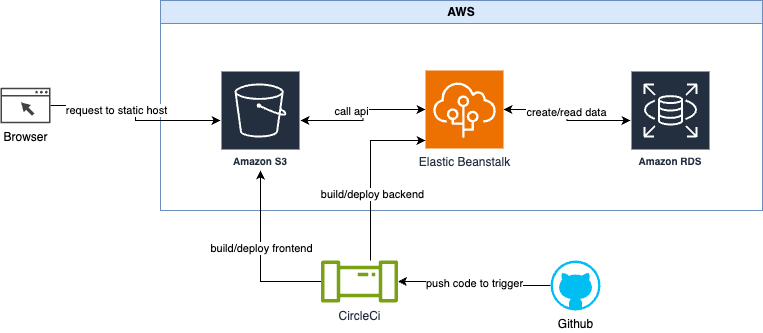 AWS
request to static host
Browser
call api
create/read data
Amazon S3
Elastic Beanstalk
Amazon RDS
build/deploy backend
build/deploy frontend
push code to trigger
CircleCi
Github